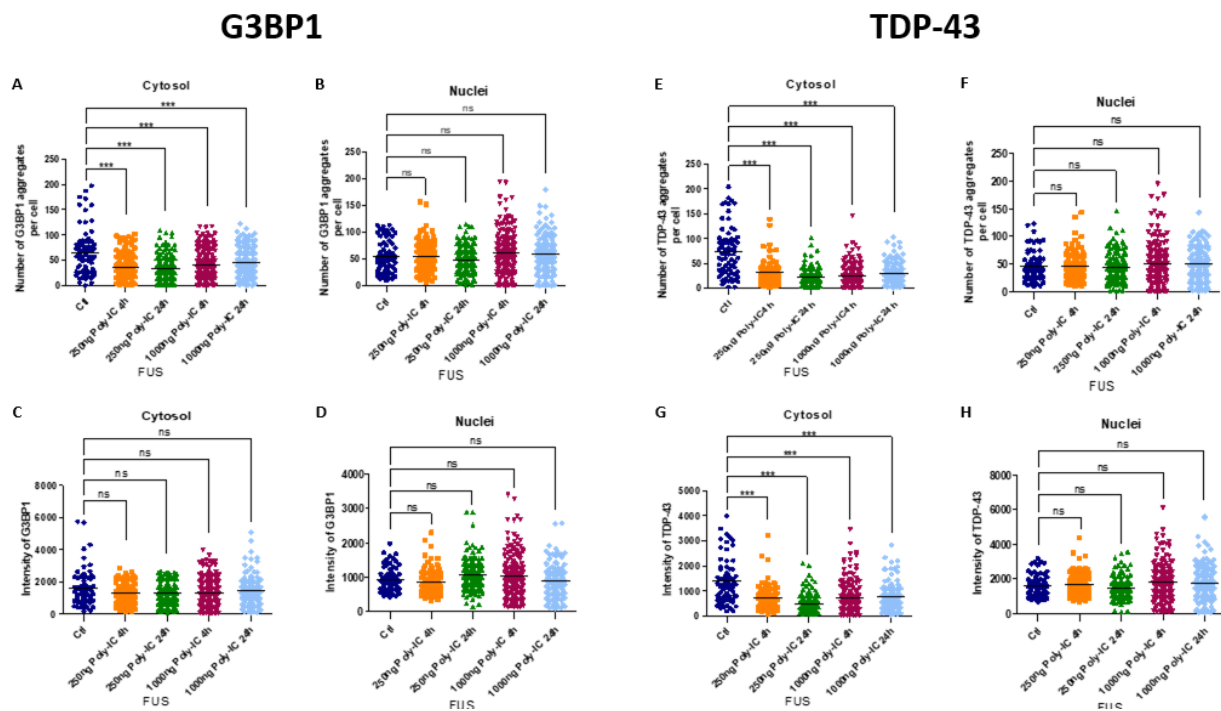 G3BP1
TDP-43
A
Cytosol
***
***
***
***
Number of G3BP1 aggregates
per cell
250
200
150
100
50
0
Ctl
250ng Poly-IC 4h
250ng Poly-IC 24h
1000ng Poly-IC 4h
1000ng Poly-IC 24h
FUS
B
Nuclei
ns
ns
ns
ns
Number of G3BP1 aggregates
per cell
250
200
150
100
50
0
Ctl
250ng Poly-IC 4h
250ng Poly-IC 24h
1000ng Poly-IC 4h
1000ng Poly-IC 24h
FUS
E
Cytosol
***
***
***
***
Number of TDP-43 aggregates
per cell
250
200
150
100
50
0
Ctl
250ng Poly-IC4h
250ng Poly-IC 24h
1000ng Poly-IC4h
1000ng Poly-IC 24h
FUS
F
Nuclei
ns
ns
ns
ns
Number of TDP-43 aggregates
per cell
250
200
150
100
50
0
Ctl
250ng Poly-IC 4h
250ng Poly-IC 24h
1000ng Poly-IC 4h
1000ng Poly-IC 24h
FUS
C
Cytosol
ns
ns
ns
ns
Intensity of G3BP1
8000
6000
4000
2000
0
Ctl
250ng Poly-IC 4h
250ng Poly-IC 24h
1000ng Poly-IC 4h
1000ng Poly-IC 24h
FUS
D
Nuclei
ns
ns
ns
ns
Intensity of G3BP1
4000
3000
2000
1000
0
Ctl
250ng Poly-IC 4h
250ng Poly-IC 24h
1000ng Poly-IC 4h
1000ng Poly-IC 24h
FUS
G
Cytosol
***
***
***
***
Intensity of TDP-43
5000
4000
3000
2000
1000
0
Ctl
250ng Poly-IC 4h
250ng Poly-IC 24h
1000ng Poly-IC 4h
1000ng Poly-IC 24h
FUS
H
Nuclei
ns
ns
ns
ns
Intensity of TDP-43
8000
6000
4000
2000
0
Ctl
250ng Poly-IC 4h
250ng Poly-IC 24h
1000ng Poly-IC 4h
1000ng Poly-IC 24h
FUS